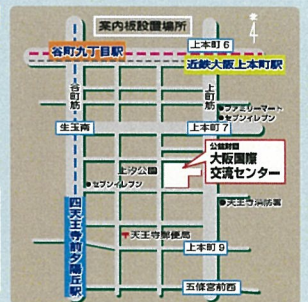 案内板設置場所
谷町九丁目駅
上本町6
近鉄大阪上本町駅
谷町筋
上町筋
ファミリーマート
セブンイレブン
生玉南
上本町7
公益財団
大阪国際
交流センター
上汐公園
セブンイレブン
天王寺消防署
四天王寺前夕陽丘駅
天王寺郵便局
上本町9
五條宮前西